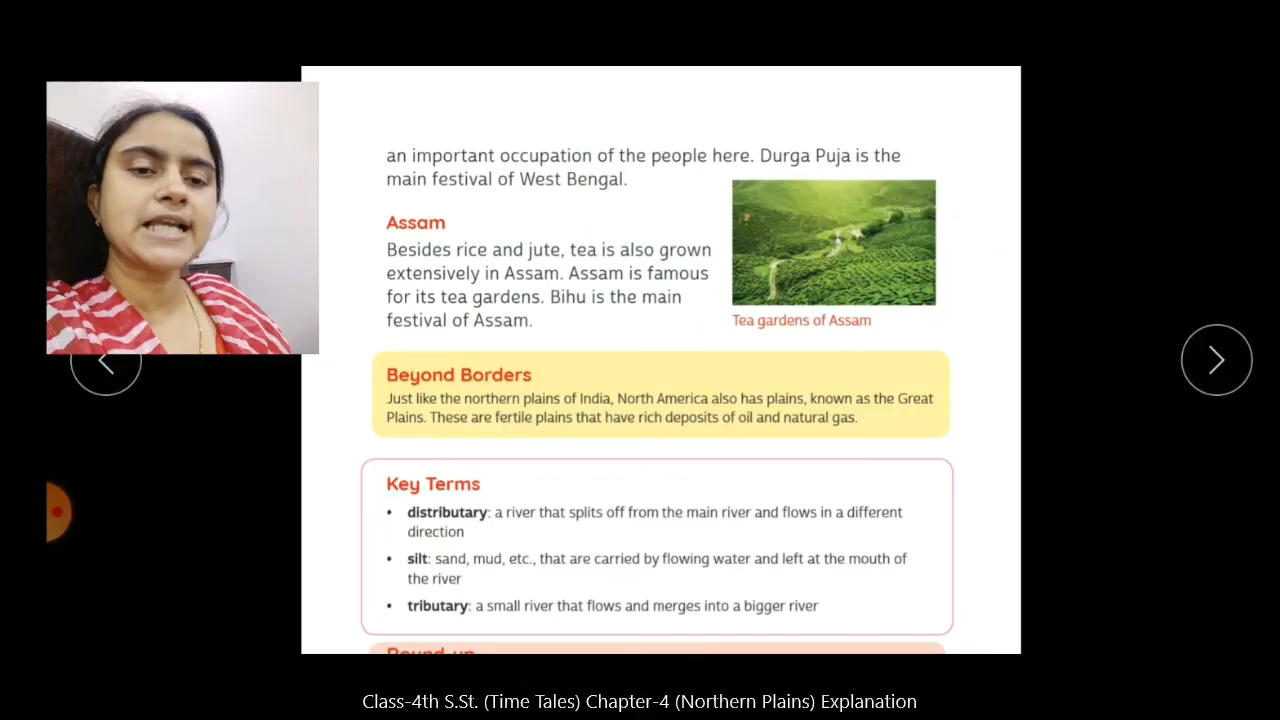 an important occupation of the people here. Durga Puja is the
main festival of West Bengal.
Assam
Besides rice and jute, tea is also grown
extensively in Assam. Assam is famous
for its tea gardens. Bihu is the main
festival of Assam.
Tea gardens of Assam
Beyond Borders
Just like the northern plains of India, North America also has plains, known as the Great
Plains. These are fertile plains that have rich deposits of oil and natural gas.
Key Terms
• distributary: a river that splits off from the main river and flows in a different
direction
• silt: sand, mud, etc., that are carried by flowing water and left at the mouth of
the river
• tributary: a small river that flows and merges into a bigger river
Round-up
Class-4th S.St. (Time Tales) Chapter-4 (Northern Plains) Explanation